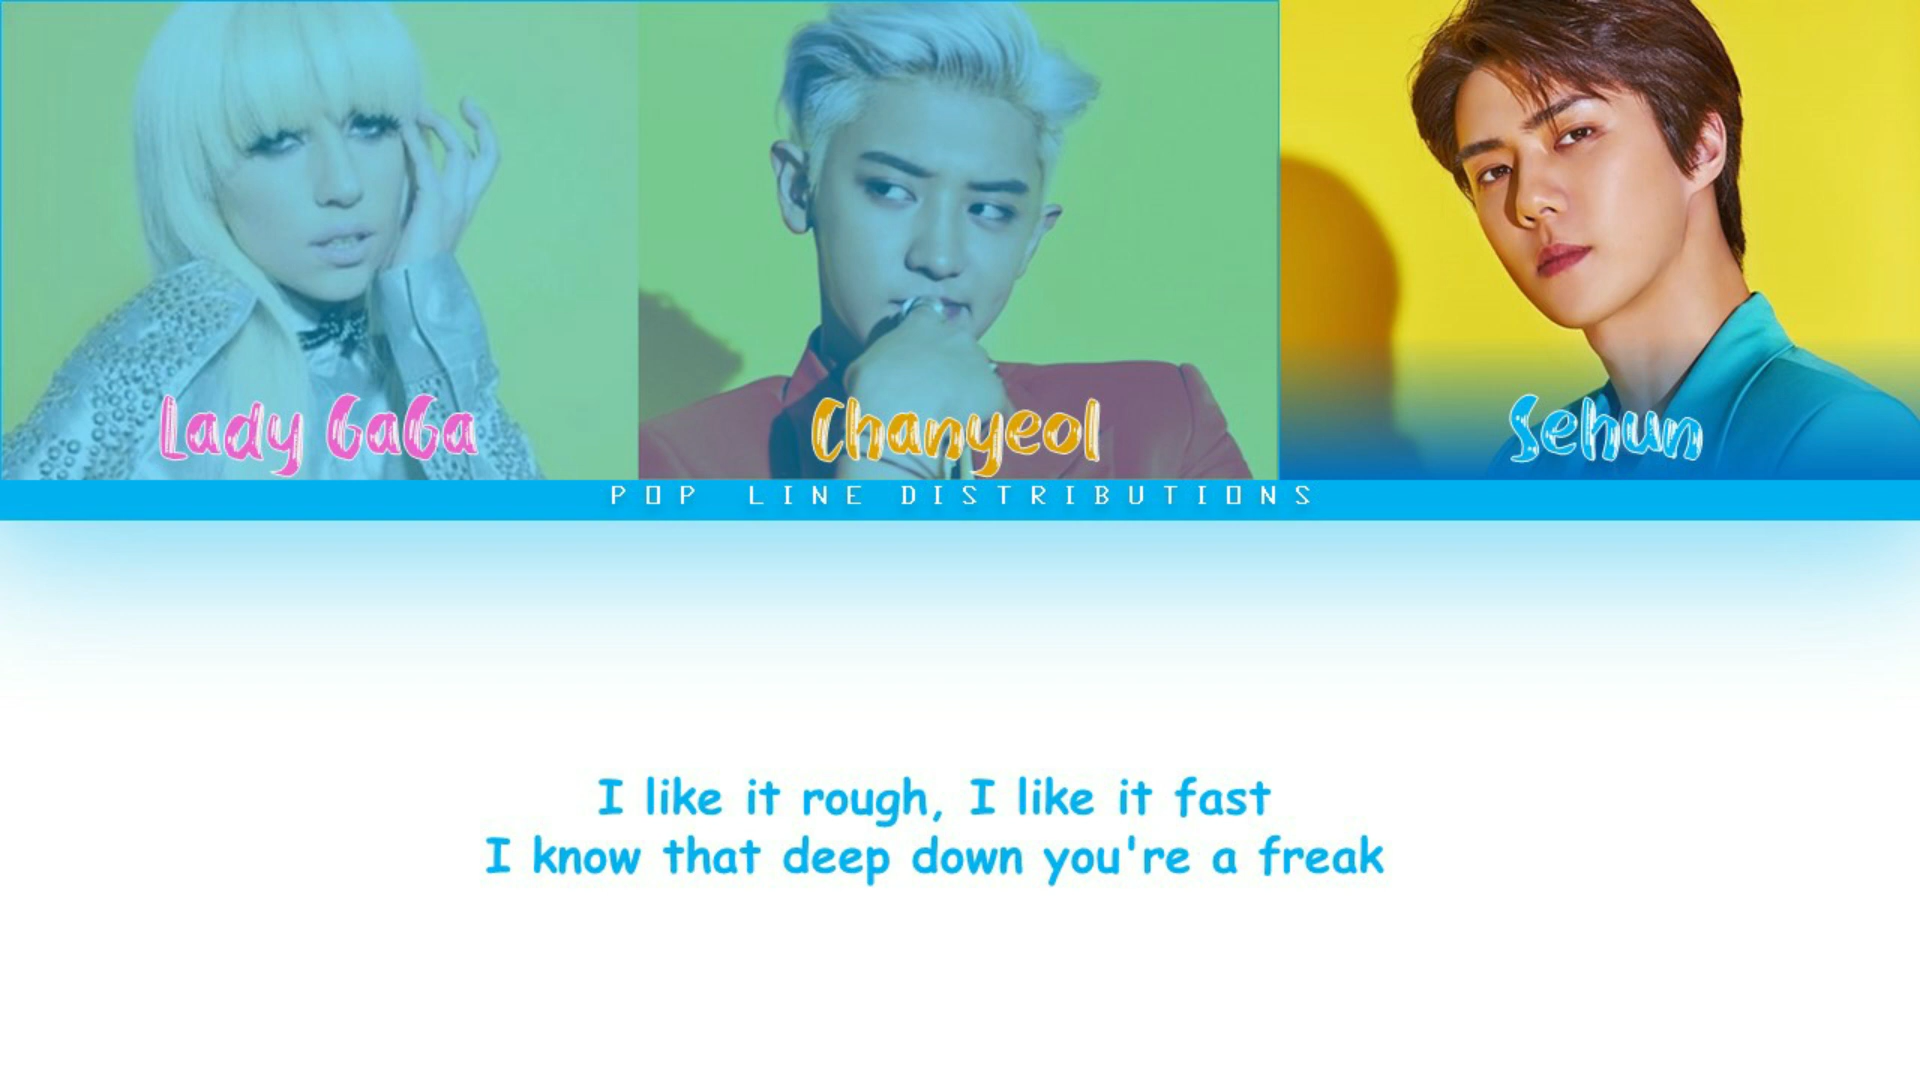 Lady GaGa
Chanyeol
Sehun
POP LINE DISTRIBUTIONS
I like it rough, I like it fast
I know that deep down you're a freak